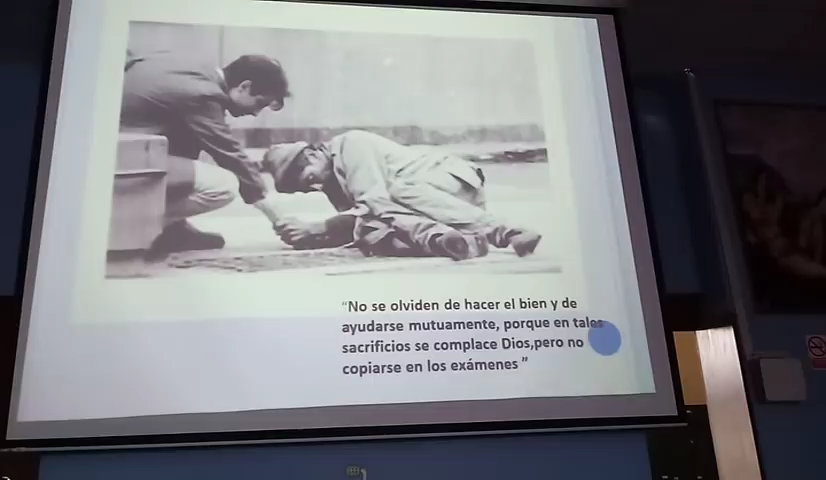 “No se olviden de hacer el bien y de
ayudarse mutuamente, porque en tales
sacrificios se complace Dios,pero no
copiarse en los exámenes”